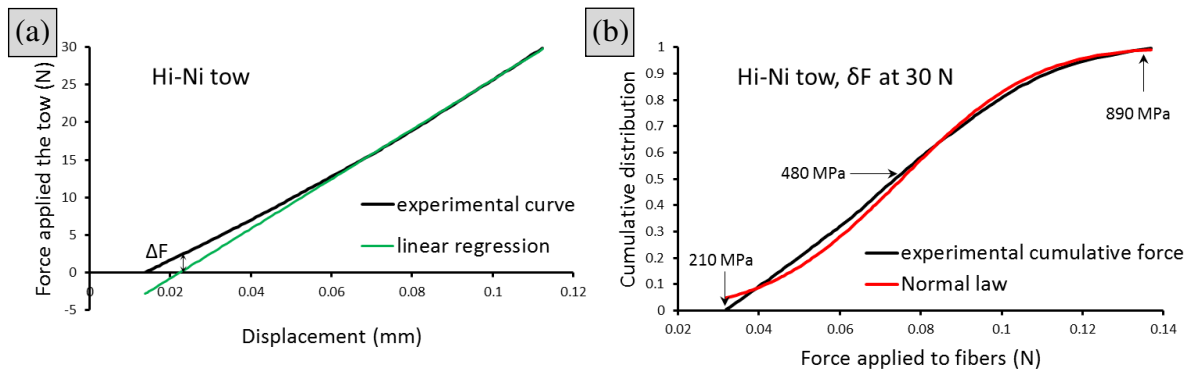 (a)
Hi-Ni tow
Force applied the tow (N)
30
25
20
15
10
5
0
-5
ΔF
experimental curve
linear regression
0
0.02
0.04
0.06
0.08
0.1
0.12
Displacement (mm)
(b)
Hi-Ni tow, δF at 30 N
Cumulative distribution
1
0.9
0.8
0.7
0.6
0.5
0.4
0.3
0.2
0.1
0
890 MPa
480 MPa
210 MPa
experimental cumulative force
Normal law
0.02
0.04
0.06
0.08
0.1
0.12
0.14
Force applied to fibers (N)